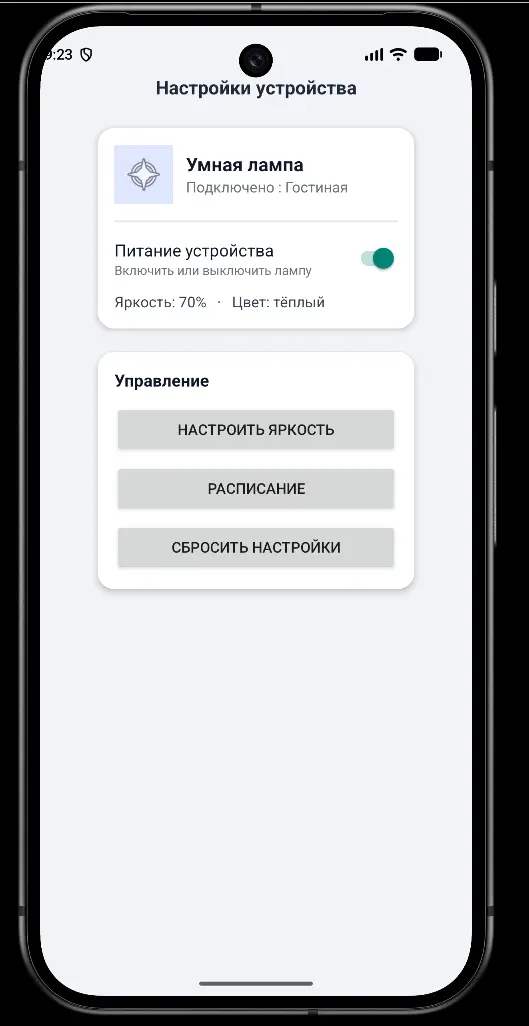 9:23
Настройки устройства
Умная лампа
Подключено : Гостиная
Питание устройства
Включить или выключить лампу
Яркость: 70% · Цвет: тёплый
Управление
НАСТРОИТЬ ЯРКОСТЬ
РАСПИСАНИЕ
СБРОСИТЬ НАСТРОЙКИ